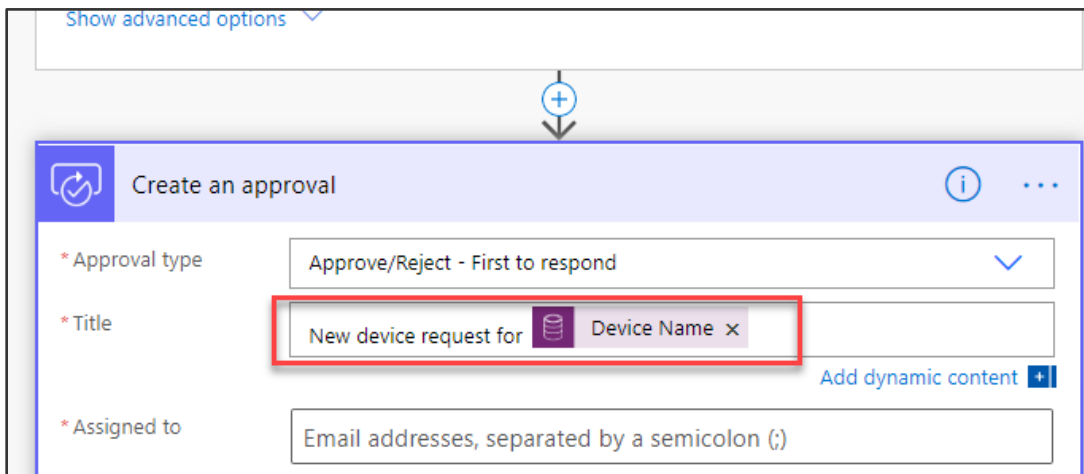 Show advanced options
Create an approval
* Approval type
Approve/Reject - First to respond
* Title
New device request for Device Name ×
Add dynamic content +
* Assigned to
Email addresses, separated by a semicolon (;)